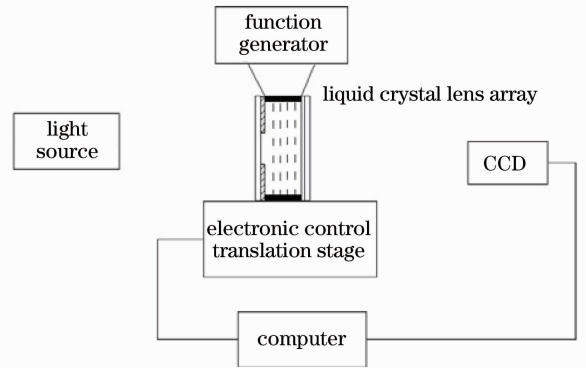 function
generator
liquid crystal lens array
light
source
CCD
electronic control
translation stage
computer